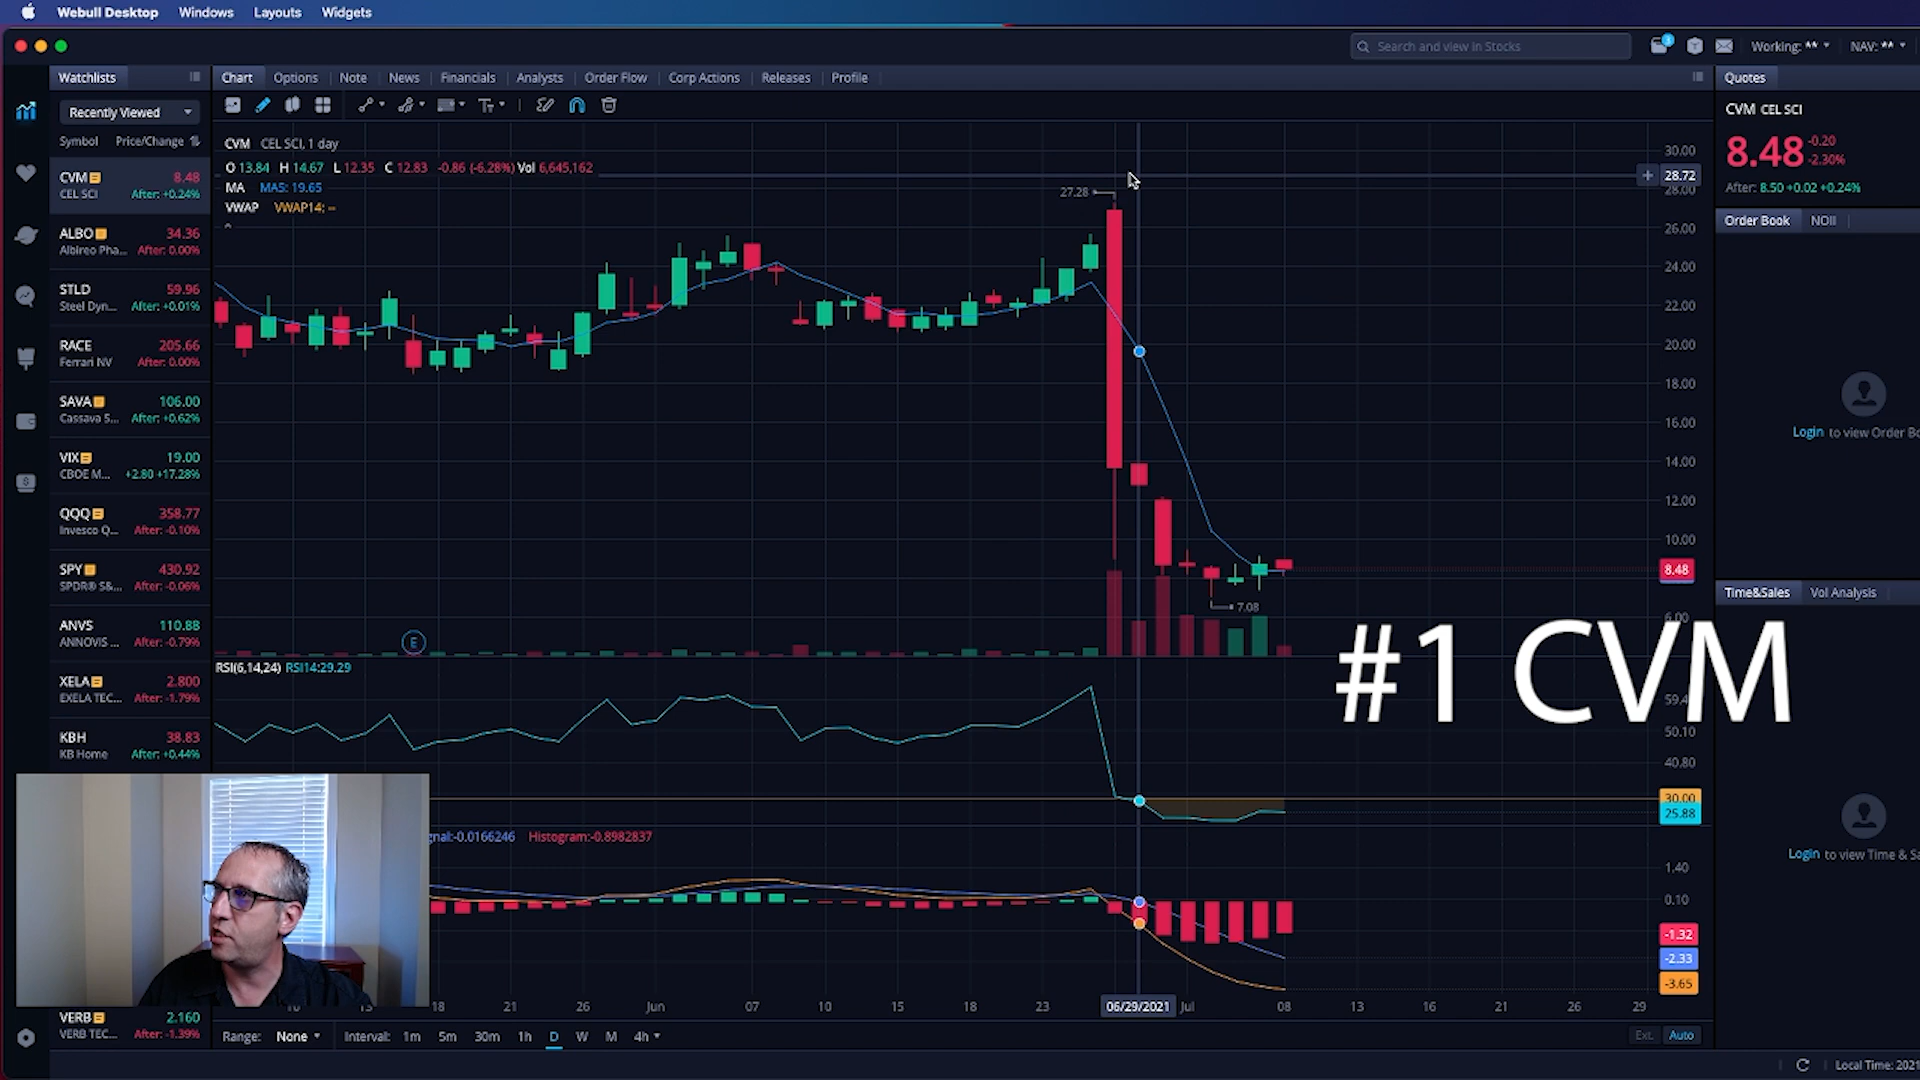 Webull Desktop Windows Layouts Widgets
Search and view in Stocks 3 Working: ** NAV: **
Watchlists Chart Options Note News Financials Analysts Order Flow Corp Actions Releases Profile Quotes
Recently Viewed
Symbol Price/Change
CVM 8.48
CEL SCI After: +0.24%
ALBO 34.36
Albireo Pha... After: 0.00%
STLD 59.96
Steel Dyn... After: +0.01%
RACE 205.66
Ferrari NV After: 0.00%
SAVA 106.00
Cassava S... After: +0.62%
VIX 19.00
CBOE M... +2.80 +17.28%
QQQ 358.77
Invesco Q... After: -0.10%
SPY 430.92
SPDR® S&... After: -0.06%
ANVS 110.88
ANNOVIS ... After: -0.79%
XELA 2.800
EXELA TEC... After: -1.79%
KBH 38.83
KB Home After: +0.44%
VERB 2.160
VERB TEC... After: -1.39%
CVM CEL SCI, 1 day
O 13.84 H 14.67 L 12.35 C 12.83 -0.86 (-6.28%) Vol 6,645,162
MA MA5: 19.65
VWAP VWAP14: --
27.28
7.08
E
30.00
28.72
28.00
26.00
24.00
22.00
20.00
18.00
16.00
14.00
12.00
10.00
8.48
6.00
#1 CVM
RSI(6,14,24) RSI14:29.29
59.4
50.10
40.80
30.00
25.88
gnal:-0.0166246 Histogram:-0.8982837
1.40
0.10
-1.32
-2.33
-3.65
18 21 26 Jun 07 10 15 18 23 06/29/2021 Jul 08 13 16 21 26 29
Range: None Interval: 1m 5m 30m 1h D W M 4h Ext. Auto
CVM CEL SCI
8.48 -0.20
-2.30%
After: 8.50 +0.02 +0.24%
Order Book NOII
Login to view Order Bo
Time&Sales Vol Analysis
Login to view Time & Sa
Local Time: 2021